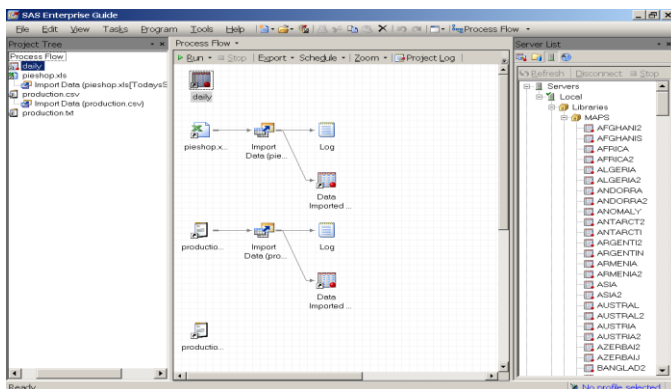 SAS Enterprise Guide
File Edit View Tasks Program Tools Help Process Flow
Project Tree
Process Flow
daily
pieshop.xls
Import Data (pieshop.xls[TodaysS
production.csv
Import Data (production.csv)
production.txt
Process Flow
Run Stop Export Schedule Zoom Project Log
daily
pieshop.x...
Import Data (pie...
Log
Data Imported ...
productio...
Import Data (pro...
Log
Data Imported ...
productio...
Server List
Refresh Disconnect Stop
Servers
Local
Libraries
MAPS
AFGHANI2
AFGHANIS
AFRICA
AFRICA2
ALGERIA
ALGERIA2
ANDORRA
ANDORRA2
ANOMALY
ANTARCT2
ANTARCTI
ARGENTI2
ARGENTIN
ARMENIA
ARMENIA2
ASIA
ASIA2
AUSTRAL
AUSTRAL2
AUSTRIA
AUSTRIA2
AZERBAI2
AZERBAIJ
BANGLAD2
Ready
No profile selected